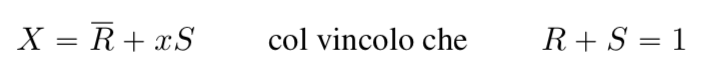 X = R̅ + xS col vincolo che R + S = 1